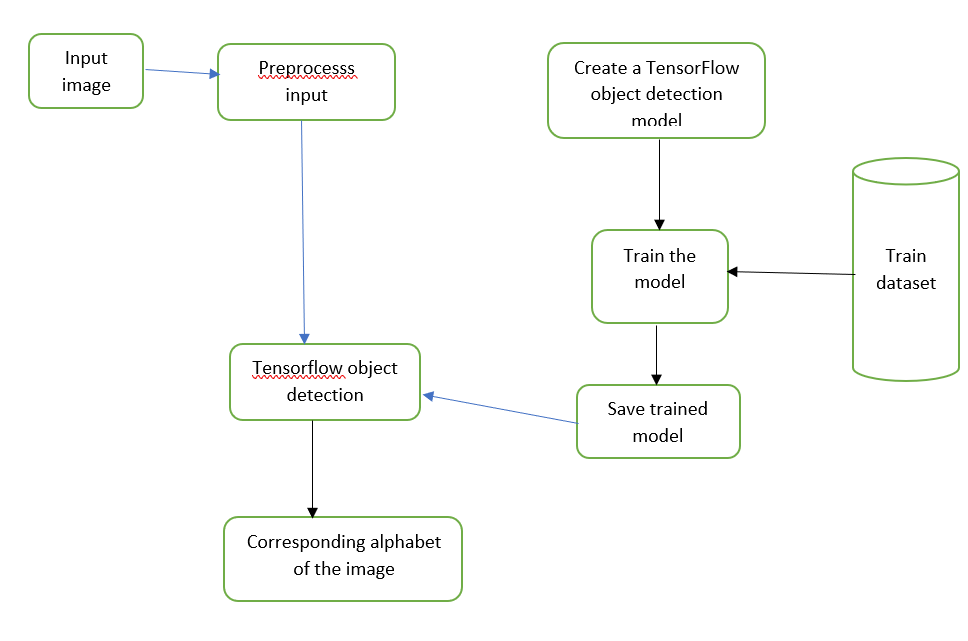 Input
image
Preprocesss
input
Create a TensorFlow
object detection
model
Train the
model
Train
dataset
Tensorflow object
detection
Save trained
model
Corresponding alphabet
of the image